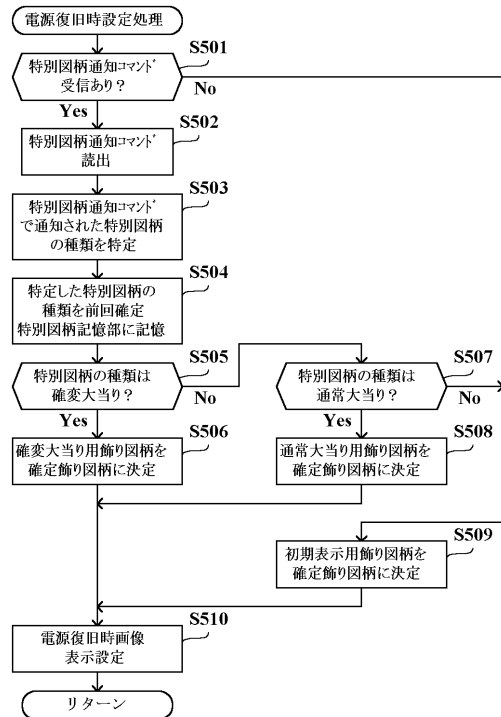 電源復旧時設定処理
S501
特別図柄通知コマンド
受信あり？
No
Yes
S502
特別図柄通知コマンド
読出
S503
特別図柄通知コマンド
で通知された特別図柄
の種類を特定
S504
特定した特別図柄の
種類を前回確定
特別図柄記憶部に記憶
S505
特別図柄の種類は
確変大当り？
No
Yes
S507
特別図柄の種類は
通常大当り？
No
Yes
S506
確変大当り用飾り図柄を
確定飾り図柄に決定
S508
通常大当り用飾り図柄を
確定飾り図柄に決定
S509
初期表示用飾り図柄を
確定飾り図柄に決定
S510
電源復旧時画像
表示設定
リターン